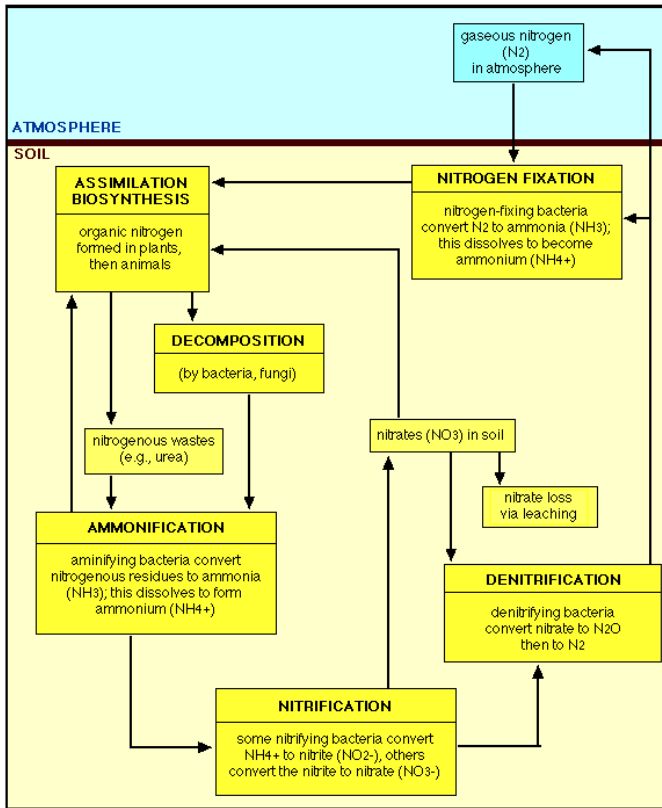 gaseous nitrogen
(N2)
in atmosphere
ATMOSPHERE
SOIL
ASSIMILATION
BIOSYNTHESIS
organic nitrogen
formed in plants,
then animals
NITROGEN FIXATION
nitrogen-fixing bacteria
convert N2 to ammonia (NH3);
this dissolves to become
ammonium (NH4+)
DECOMPOSITION
(by bacteria, fungi)
nitrogenous wastes
(e.g., urea)
nitrates (NO3) in soil
nitrate loss
via leaching
AMMONIFICATION
aminifying bacteria convert
nitrogenous residues to ammonia
(NH3); this dissolves to form
ammonium (NH4+)
DENITRIFICATION
denitrifying bacteria
convert nitrate to N2O
then to N2
NITRIFICATION
some nitrifying bacteria convert
NH4+ to nitrite (NO2-), others
convert the nitrite to nitrate (NO3-)